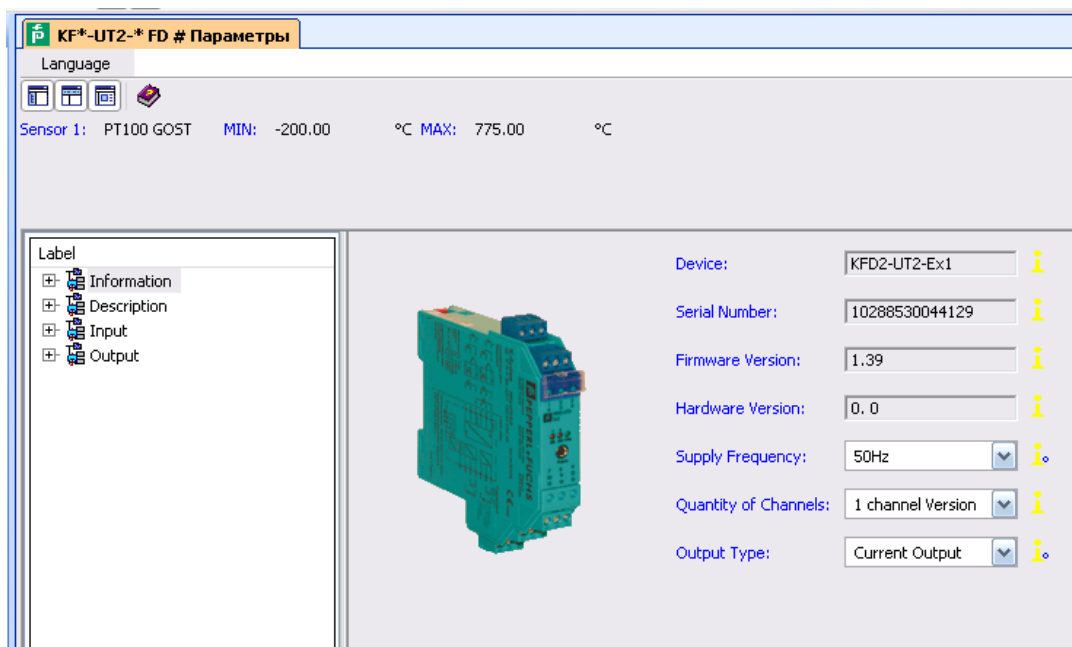 KF*-UT2-* FD # Параметры
Language
Sensor 1: PT100 GOST MIN: -200.00 °C MAX: 775.00 °C
Label
Information
Description
Input
Output
Device: KFD2-UT2-Ex1
Serial Number: 10288530044129
Firmware Version: 1.39
Hardware Version: 0. 0
Supply Frequency: 50Hz
Quantity of Channels: 1 channel Version
Output Type: Current Output
PEPPERL+FUCHS